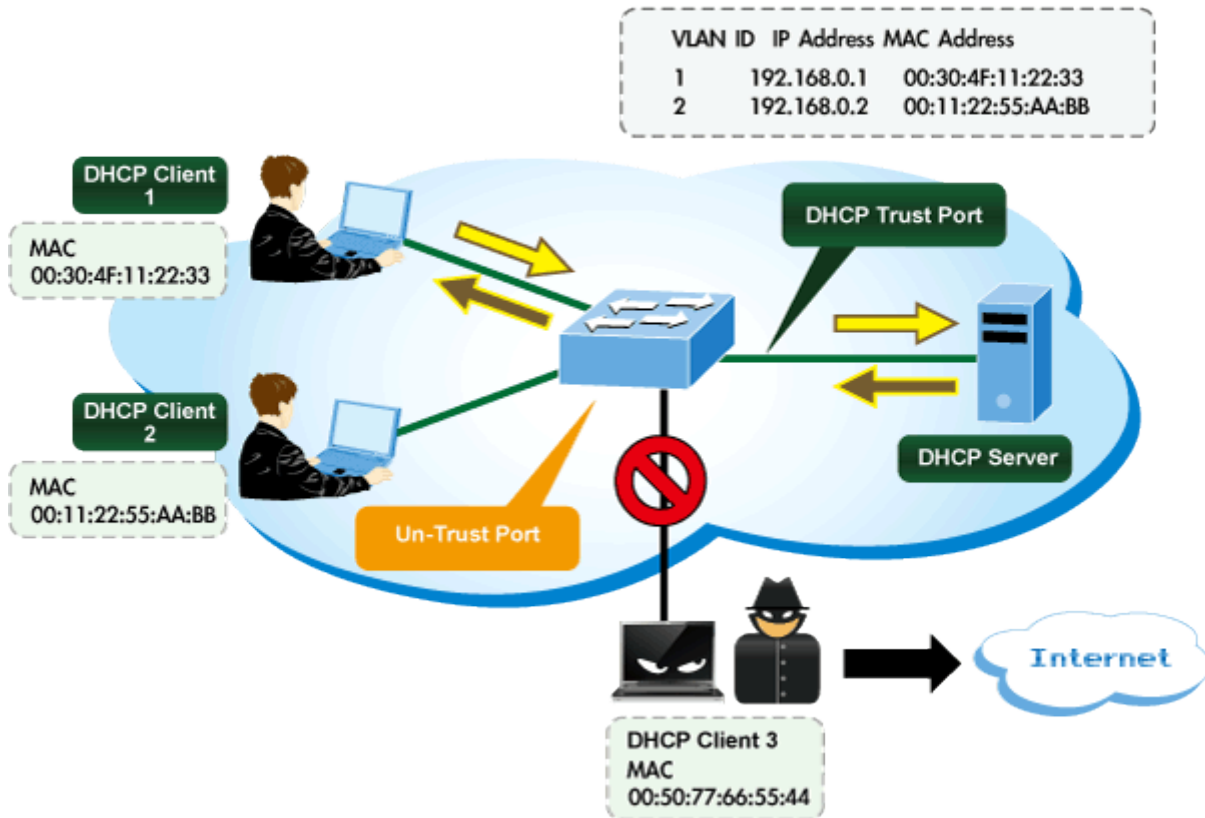 VLAN ID IP Address MAC Address
1 192.168.0.1 00:30:4F:11:22:33
2 192.168.0.2 00:11:22:55:AA:BB
DHCP Client
1
MAC
00:30:4F:11:22:33
DHCP Trust Port
DHCP Client
2
MAC
00:11:22:55:AA:BB
DHCP Server
Un-Trust Port
Internet
DHCP Client 3
MAC
00:50:77:66:55:44